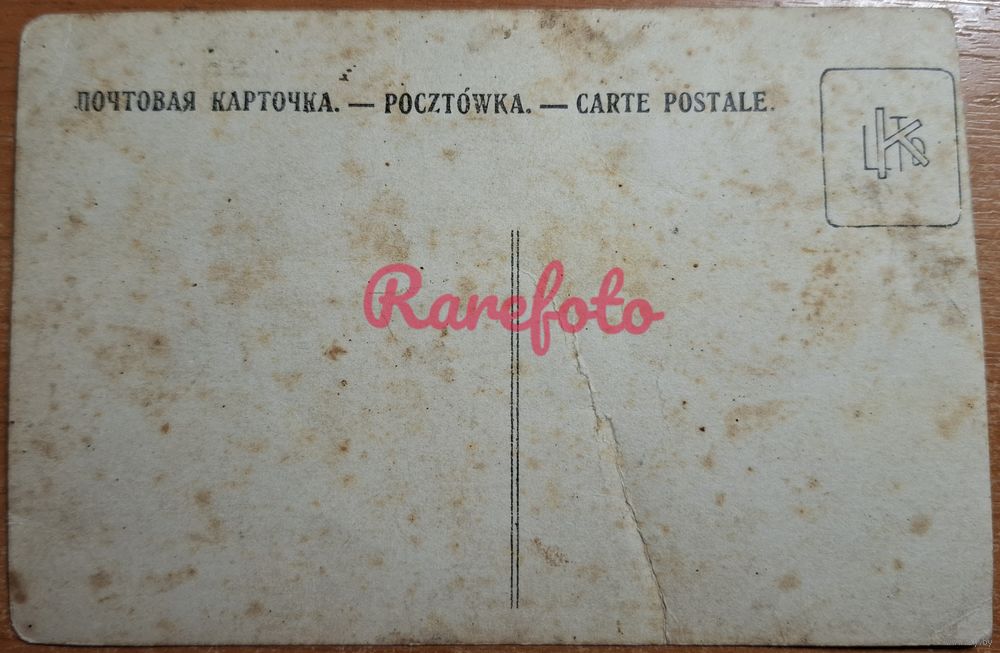 ПОЧТОВАЯ КАРТОЧКА. — POCZTÓWKA. — CARTE POSTALE.
Rarefoto